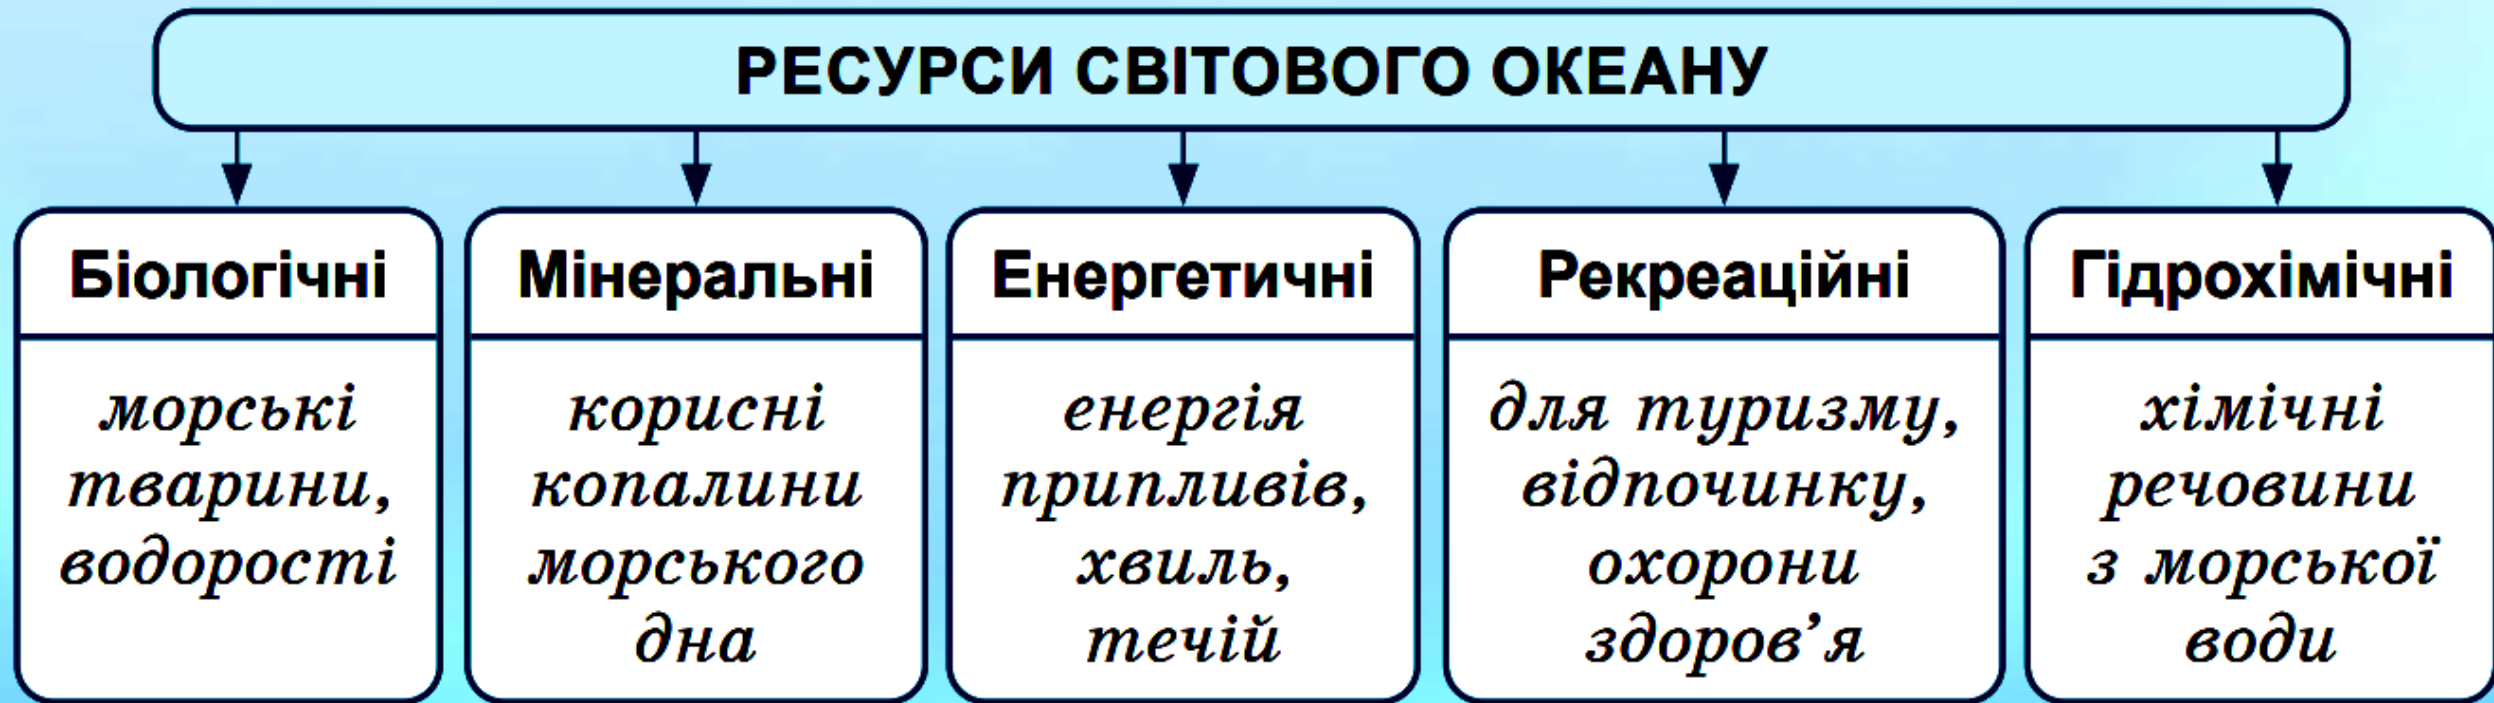 РЕСУРСИ СВІТОВОГО ОКЕАНУ
Біологічні
морські
тварини,
водорості
Мінеральні
корисні
копалини
морського
дна
Енергетичні
енергія
припливів,
хвиль,
течій
Рекреаційні
для туризму,
відпочинку,
охорони
здоров’я
Гідрохімічні
хімічні
речовини
з морської
води